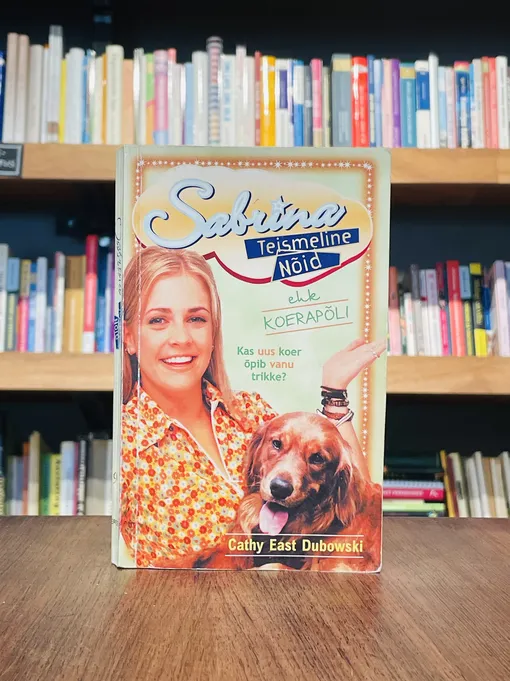 Sabrina
Teismeline
Nõid
ehk
KOERAPÕLI
Kas uus koer
õpib vanu
trikke?
Cathy East Dubowski